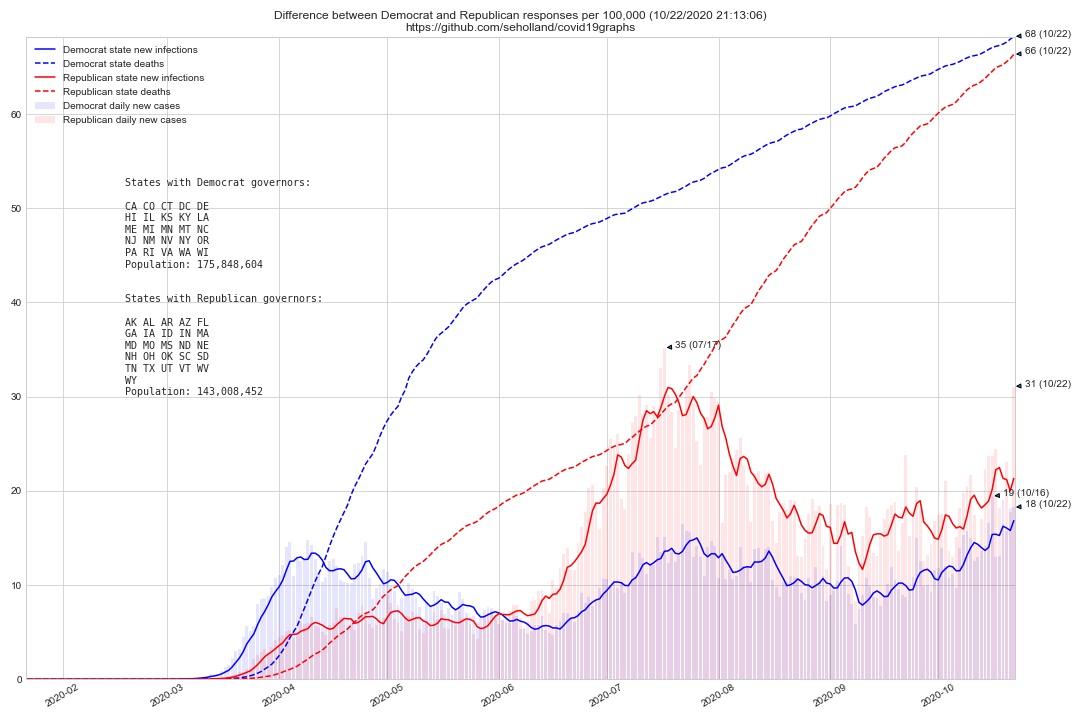 Difference between Democrat and Republican responses per 100,000 (10/22/2020 21:13:06)
https://github.com/seholland/covid19graphs
Democrat state new infections
Democrat state deaths
Republican state new infections
Republican state deaths
Democrat daily new cases
Republican daily new cases
68 (10/22)
66 (10/22)
60
States with Democrat governors:
CA CO CT DC DE
HI IL KS KY LA
ME MI MN MT NC
NJ NM NV NY OR
PA RI VA WA WI
Population: 175,848,604
50
States with Republican governors:
AK AL AR AZ FL
GA IA ID IN MA
MD MO MS ND NE
NH OH OK SC SD
TN TX UT VT WV
WY
Population: 143,008,452
40
35 (07/17)
31 (10/22)
30
20
19 (10/16)
18 (10/22)
10
0
2020-02
2020-03
2020-04
2020-05
2020-06
2020-07
2020-08
2020-09
2020-10